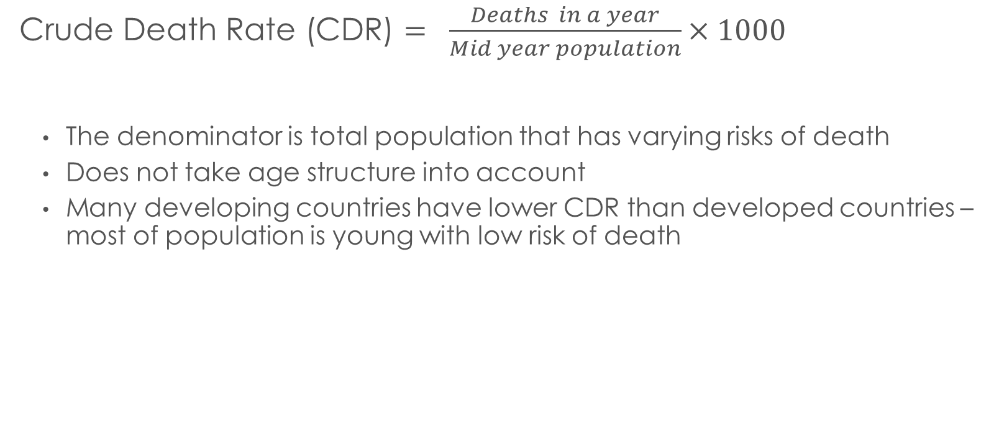 Crude Death Rate (CDR) = Deaths in a year / Mid year population × 1000
• The denominator is total population that has varying risks of death
• Does not take age structure into account
• Many developing countries have lower CDR than developed countries –
most of population is young with low risk of death